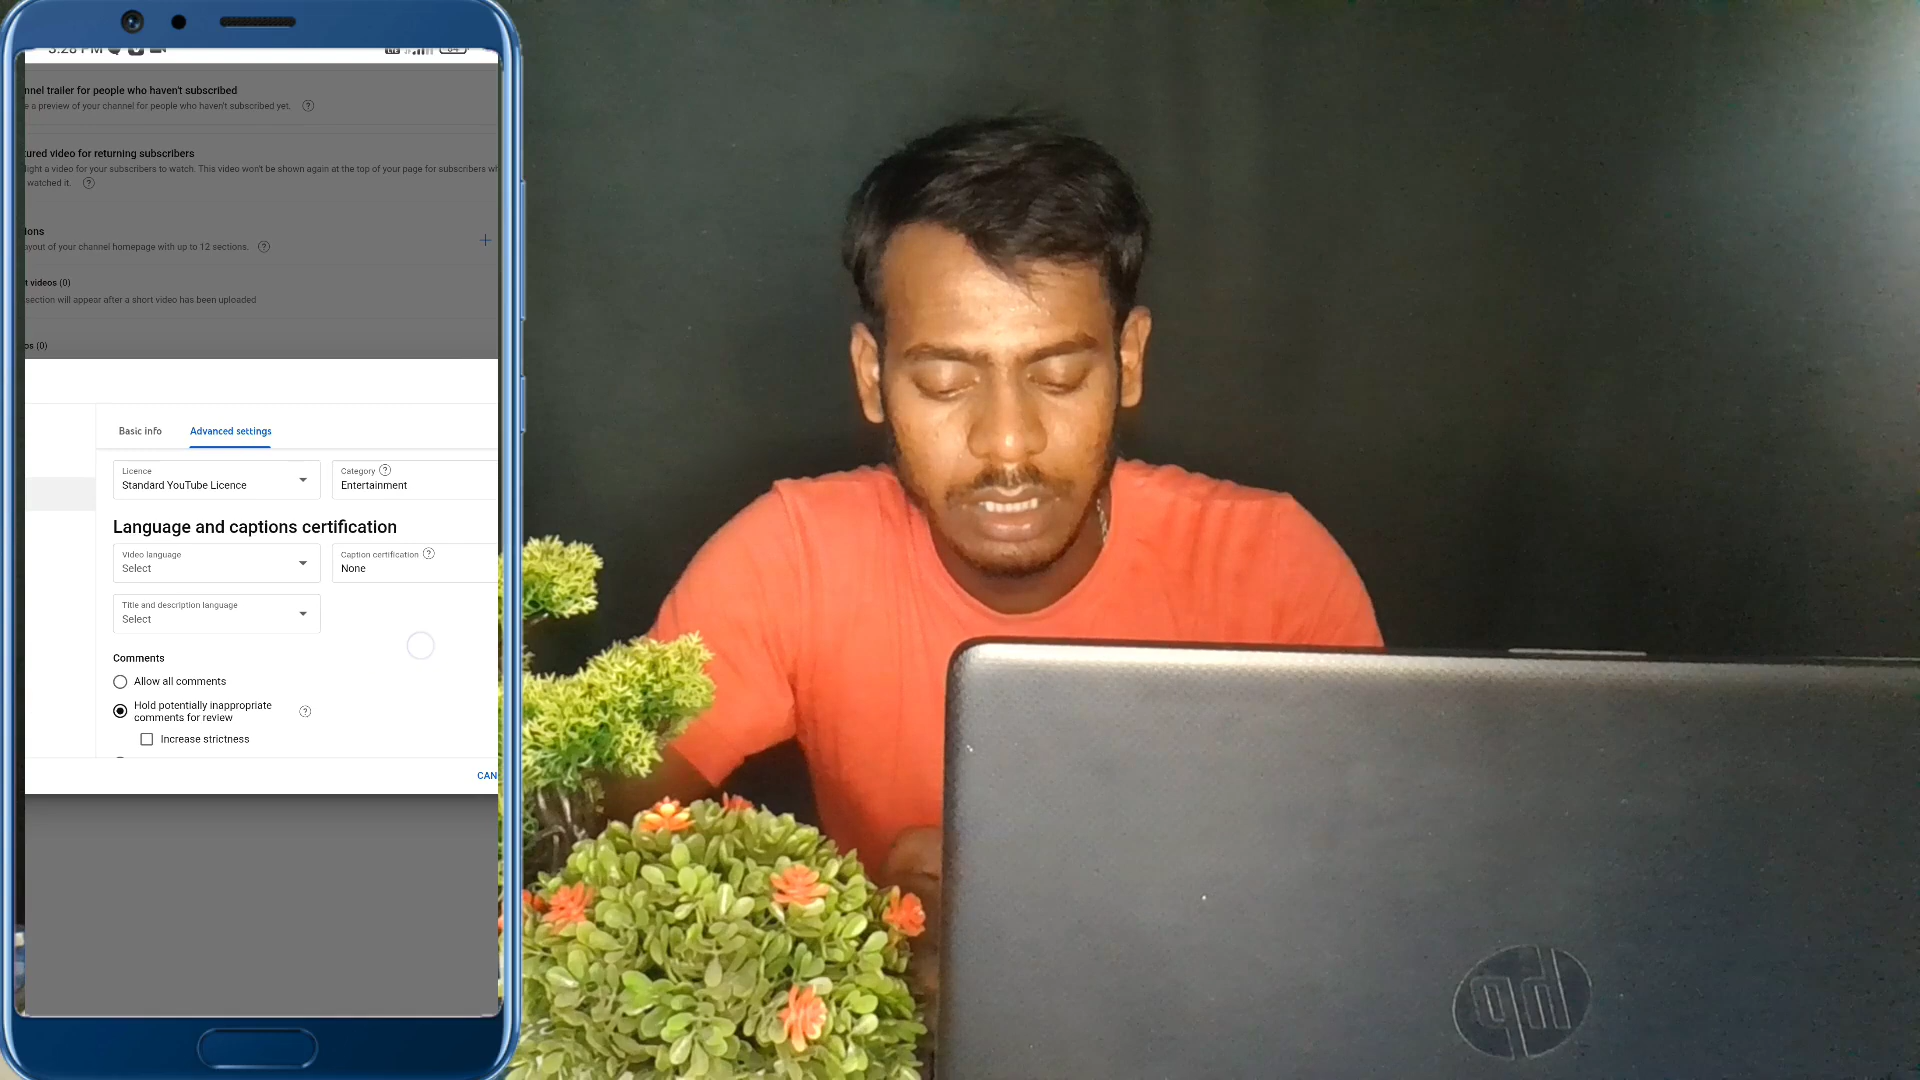 3:28 PM
nnel trailer for people who haven't subscribed
e a preview of your channel for people who haven't subscribed yet. ?
ured video for returning subscribers
light a video for your subscribers to watch. This video won't be shown again at the top of your page for subscribers wh
watched it. ?
ions
ayout of your channel homepage with up to 12 sections. ?
t videos (0)
section will appear after a short video has been uploaded
os (0)
Basic info Advanced settings
Licence Category ?
Standard YouTube Licence Entertainment
Language and captions certification
Video language Caption certification ?
Select None
Title and description language
Select
Comments
Allow all comments
Hold potentially inappropriate
comments for review ?
Increase strictness
CAN
hp